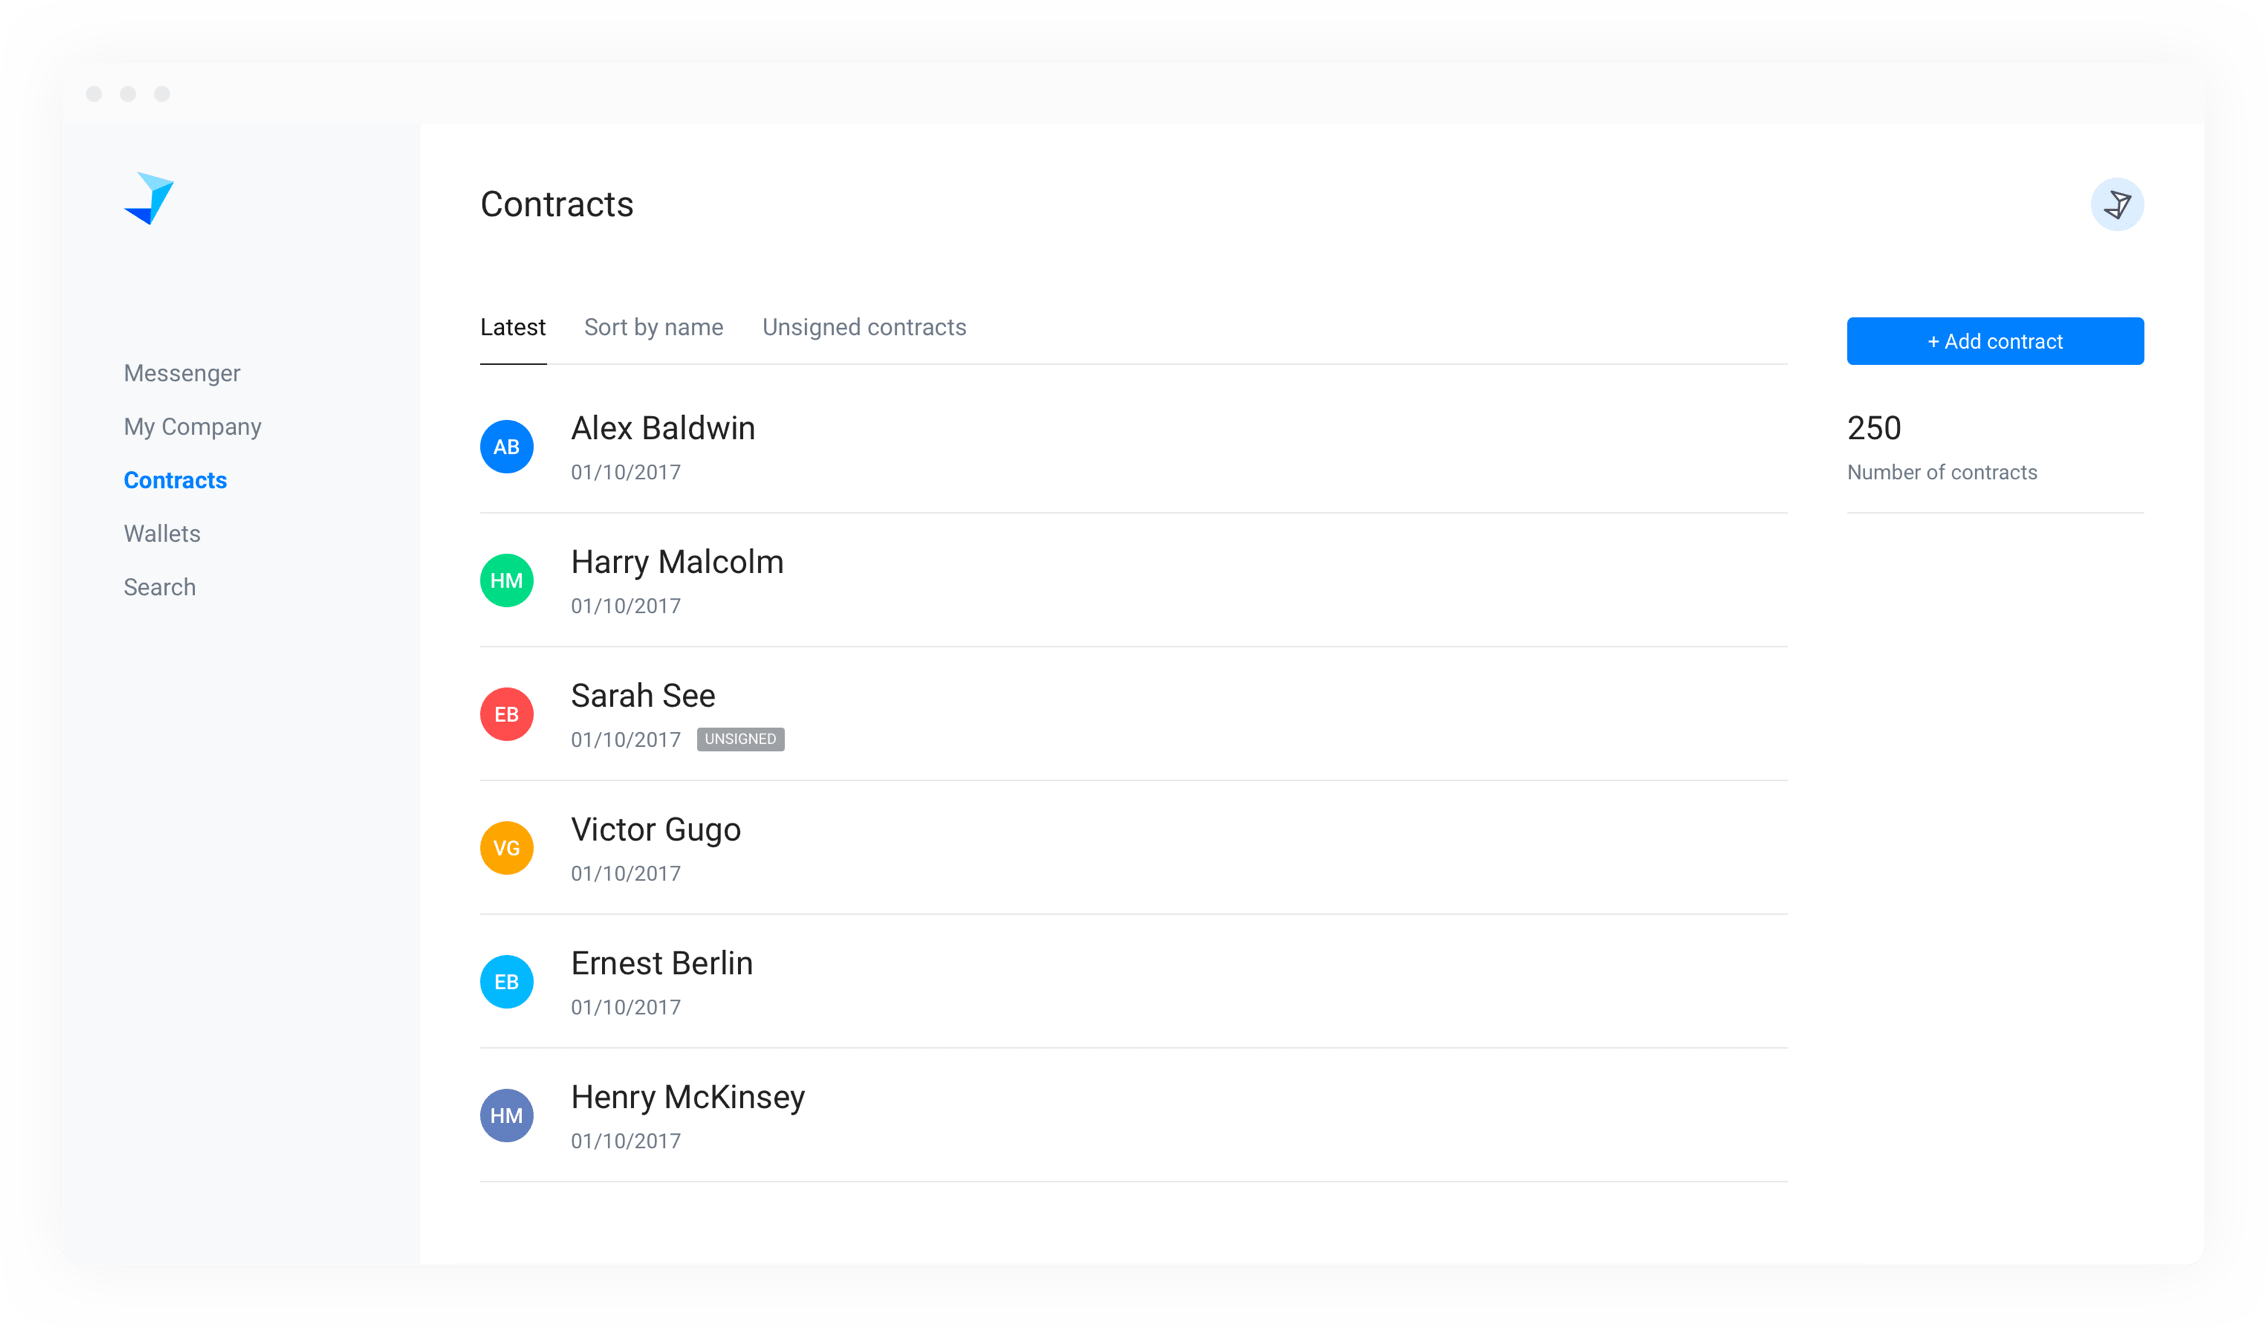 Contracts
Messenger
My Company
Contracts
Wallets
Search
Latest Sort by name Unsigned contracts
AB
Alex Baldwin
01/10/2017
HM
Harry Malcolm
01/10/2017
EB
Sarah See
01/10/2017 UNSIGNED
VG
Victor Gugo
01/10/2017
EB
Ernest Berlin
01/10/2017
HM
Henry McKinsey
01/10/2017
+ Add contract
250
Number of contracts